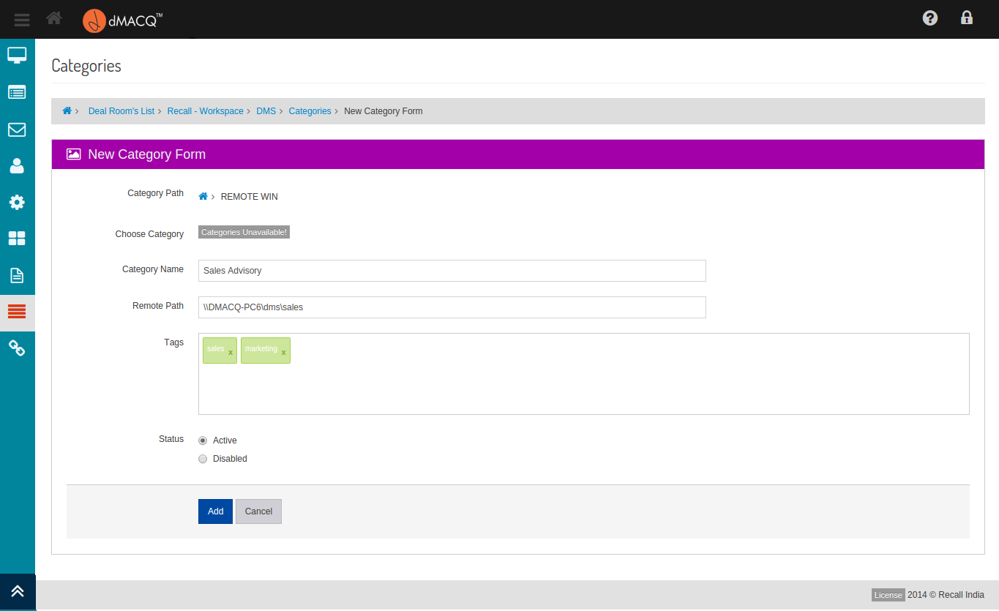 dMACQ™
Categories
Deal Room's List › Recall - Workspace › DMS › Categories › New Category Form
New Category Form
Category Path › REMOTE WIN
Choose Category Categories Unavailable!
Category Name Sales Advisory
Remote Path \\DMACQ-PC6\dms\sales
Tags sales x marketing x
Status Active
Disabled
Add Cancel
License 2014 © Recall India